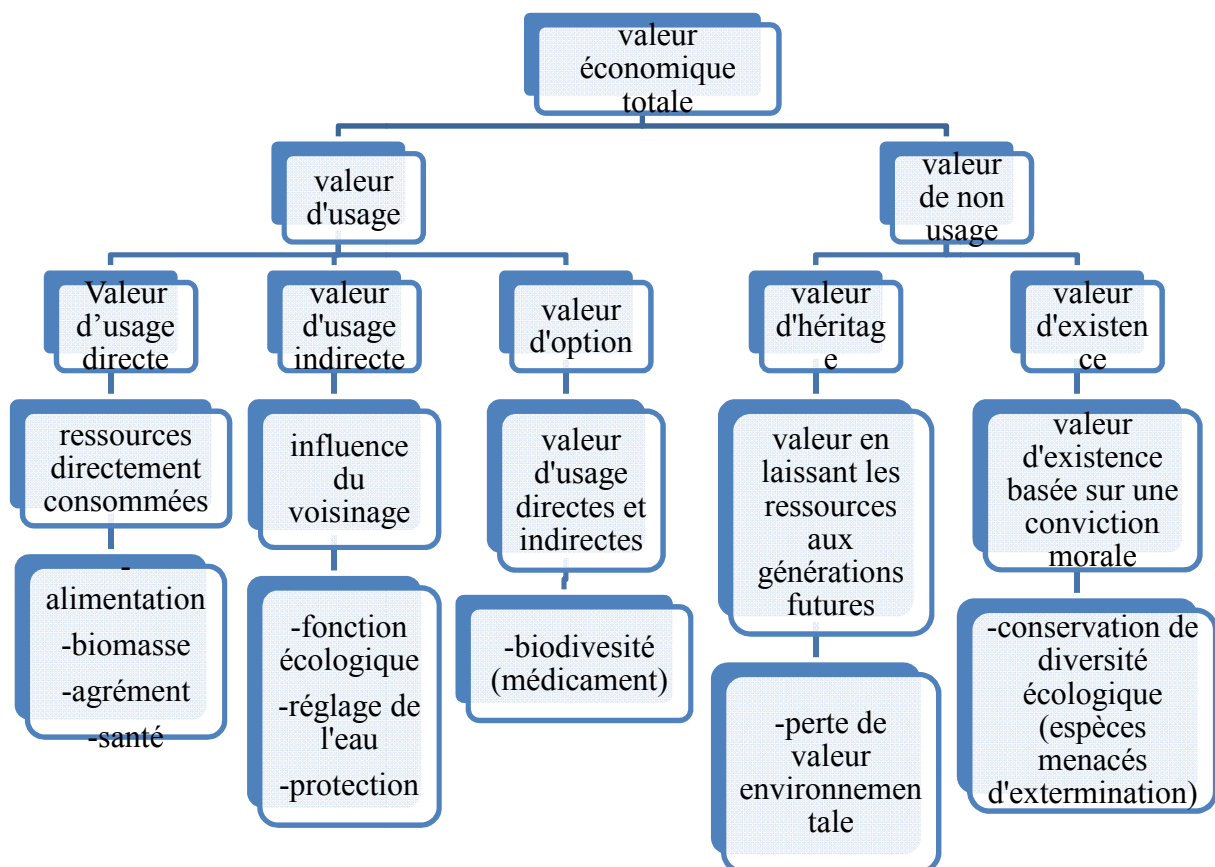 valeur
économique
totale
valeur
d'usage
valeur
de non
usage
Valeur
d’usage
directe
valeur
d'usage
indirecte
valeur
d'option
valeur
d'héritag
e
valeur
d'existen
ce
ressources
directement
consommées
influence
du
voisinage
valeur
d'usage
directes et
indirectes
valeur en
laissant les
ressources
aux
générations
futures
valeur
d'existence
basée sur une
conviction
morale
-
alimentation
-biomasse
-agrément
-santé
-fonction
écologique
-réglage de
l'eau
-protection
-biodivesité
(médicament)
-perte de
valeur
environnemen
tale
-conservation de
diversité
écologique
(espèces
menacés
d'extermination)